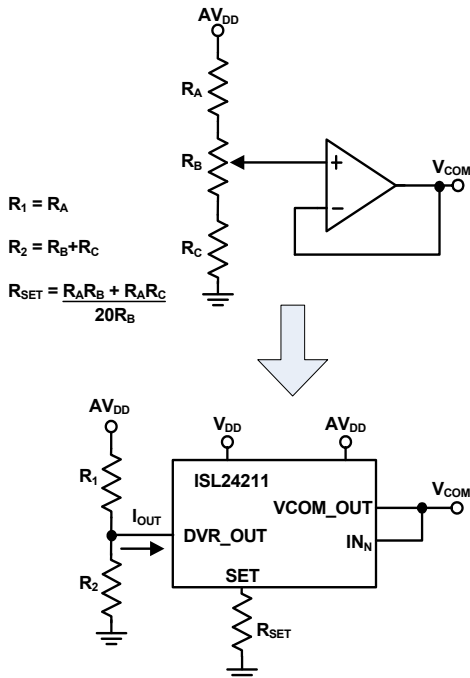 AVDD
RA
RB
RC
+
−
VCOM
R1 = RA
R2 = RB+RC
RSET = RARB + RARC
20RB
AVDD
R1
IOUT
R2
VDD
AVDD
ISL24211
VCOM_OUT
DVR_OUT
INN
SET
RSET
VCOM